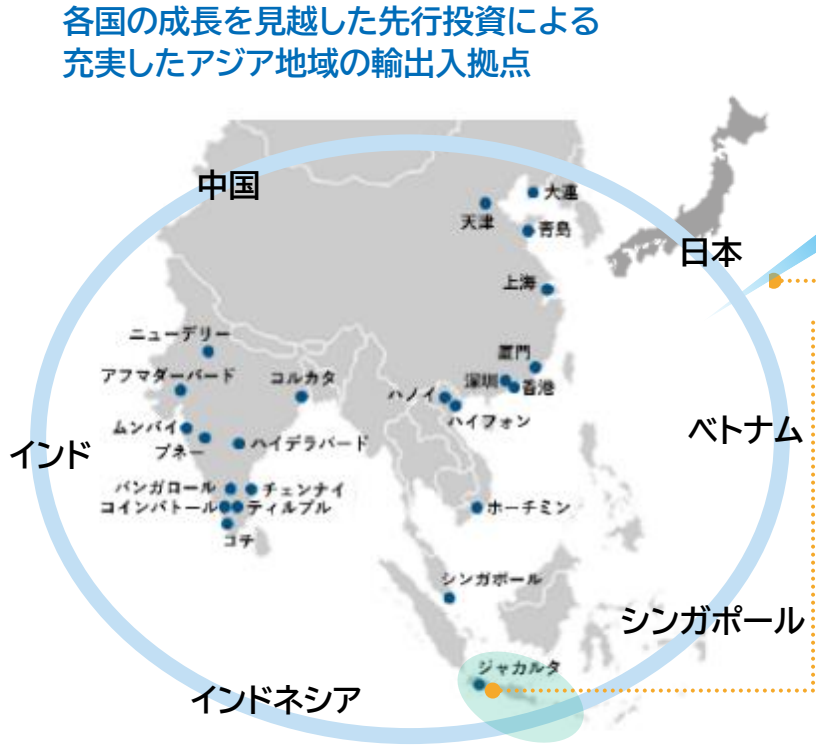 各国の成長を見越した先行投資による
充実したアジア地域の輸出入拠点
中国
大連
天津
青島
日本
上海
ニューデリー
厦門
アフマダーバード
コルカタ
深圳
香港
ハノイ
ハイフォン
ムンバイ
プネー
ハイデラバード
ベトナム
インド
バンガロール
チェンナイ
コインバトール
ティルプル
ホーチミン
コチ
シンガポール
シンガポール
ジャカルタ
インドネシア